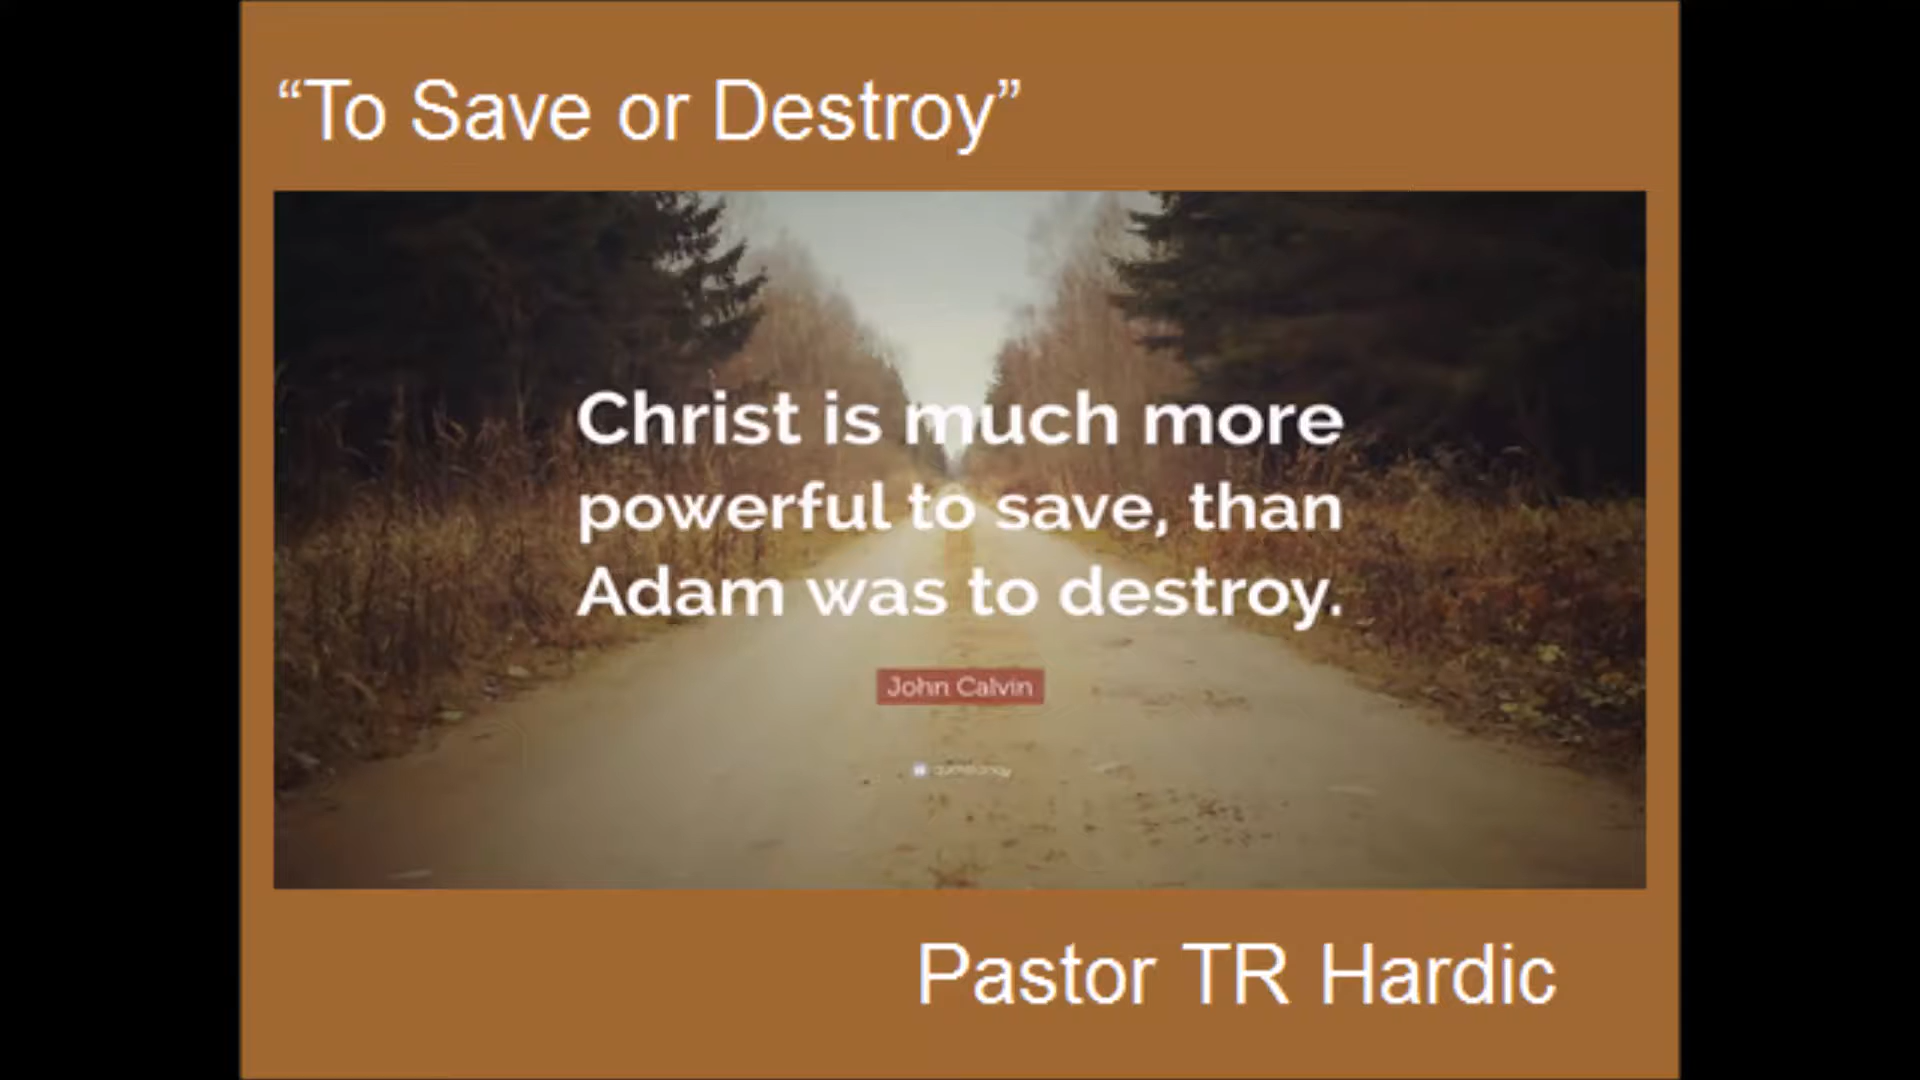 “To Save or Destroy”
Christ is much more
powerful to save, than
Adam was to destroy.
John Calvin
Pastor TR Hardic